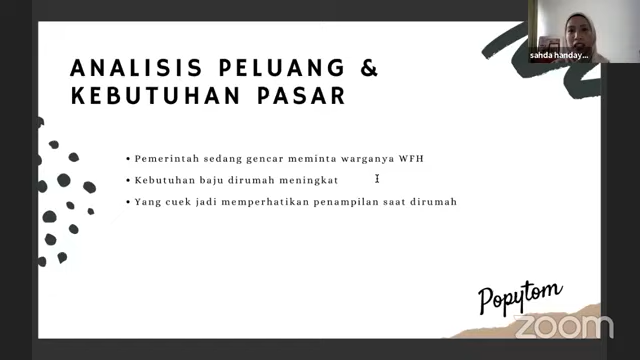 sahda handay...
ANALISIS PELUANG &
KEBUTUHAN PASAR
• Pemerintah sedang gencar meminta warganya WFH
• Kebutuhan baju dirumah meningkat
• Yang cuek jadi memperhatikan penampilan saat dirumah
Popytom
zoom